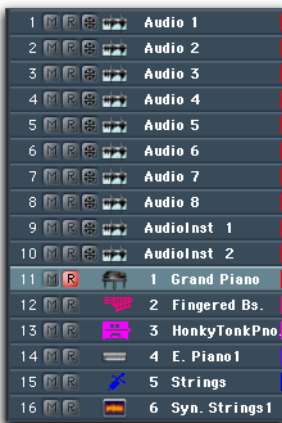 1 M R Audio 1
2 M R Audio 2
3 M R Audio 3
4 M R Audio 4
5 M R Audio 5
6 M R Audio 6
7 M R Audio 7
8 M R Audio 8
9 M R AudioInst 1
10 M R AudioInst 2
11 M R 1 Grand Piano
12 M R 2 Fingered Bs.
13 M R 3 HonkyTonkPno.
14 M R 4 E. Piano1
15 M R 5 Strings
16 M R 6 Syn. Strings1